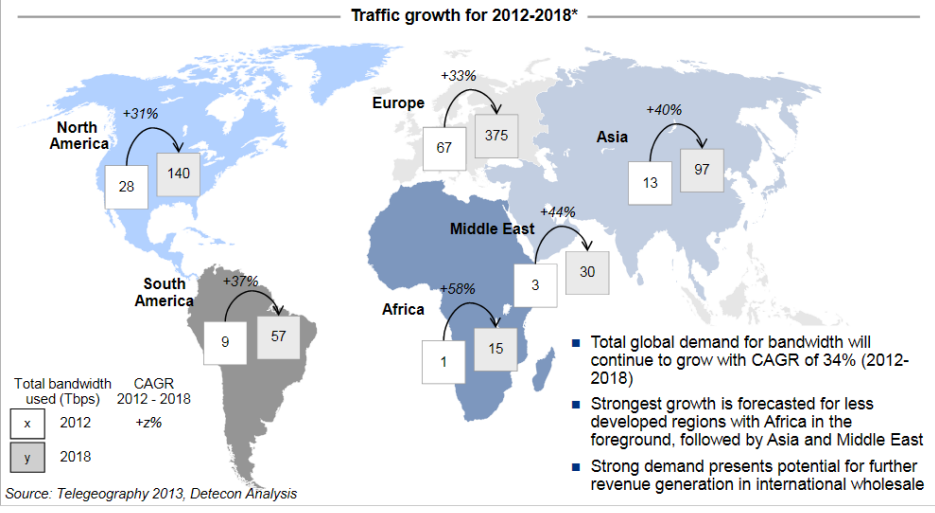 Traffic growth for 2012-2018*
North
America
+31%
28
140
Europe
+33%
67
375
Asia
+40%
13
97
Middle East
+44%
3
30
South
America
+37%
9
57
Africa
+58%
1
15
Total bandwidth
used (Tbps)
CAGR
2012 - 2018
x
2012
+z%
y
2018
■ Total global demand for bandwidth will
continue to grow with CAGR of 34% (2012-
2018)
■ Strongest growth is forecasted for less
developed regions with Africa in the
foreground, followed by Asia and Middle East
■ Strong demand presents potential for further
revenue generation in international wholesale
Source: Telegeography 2013, Detecon Analysis